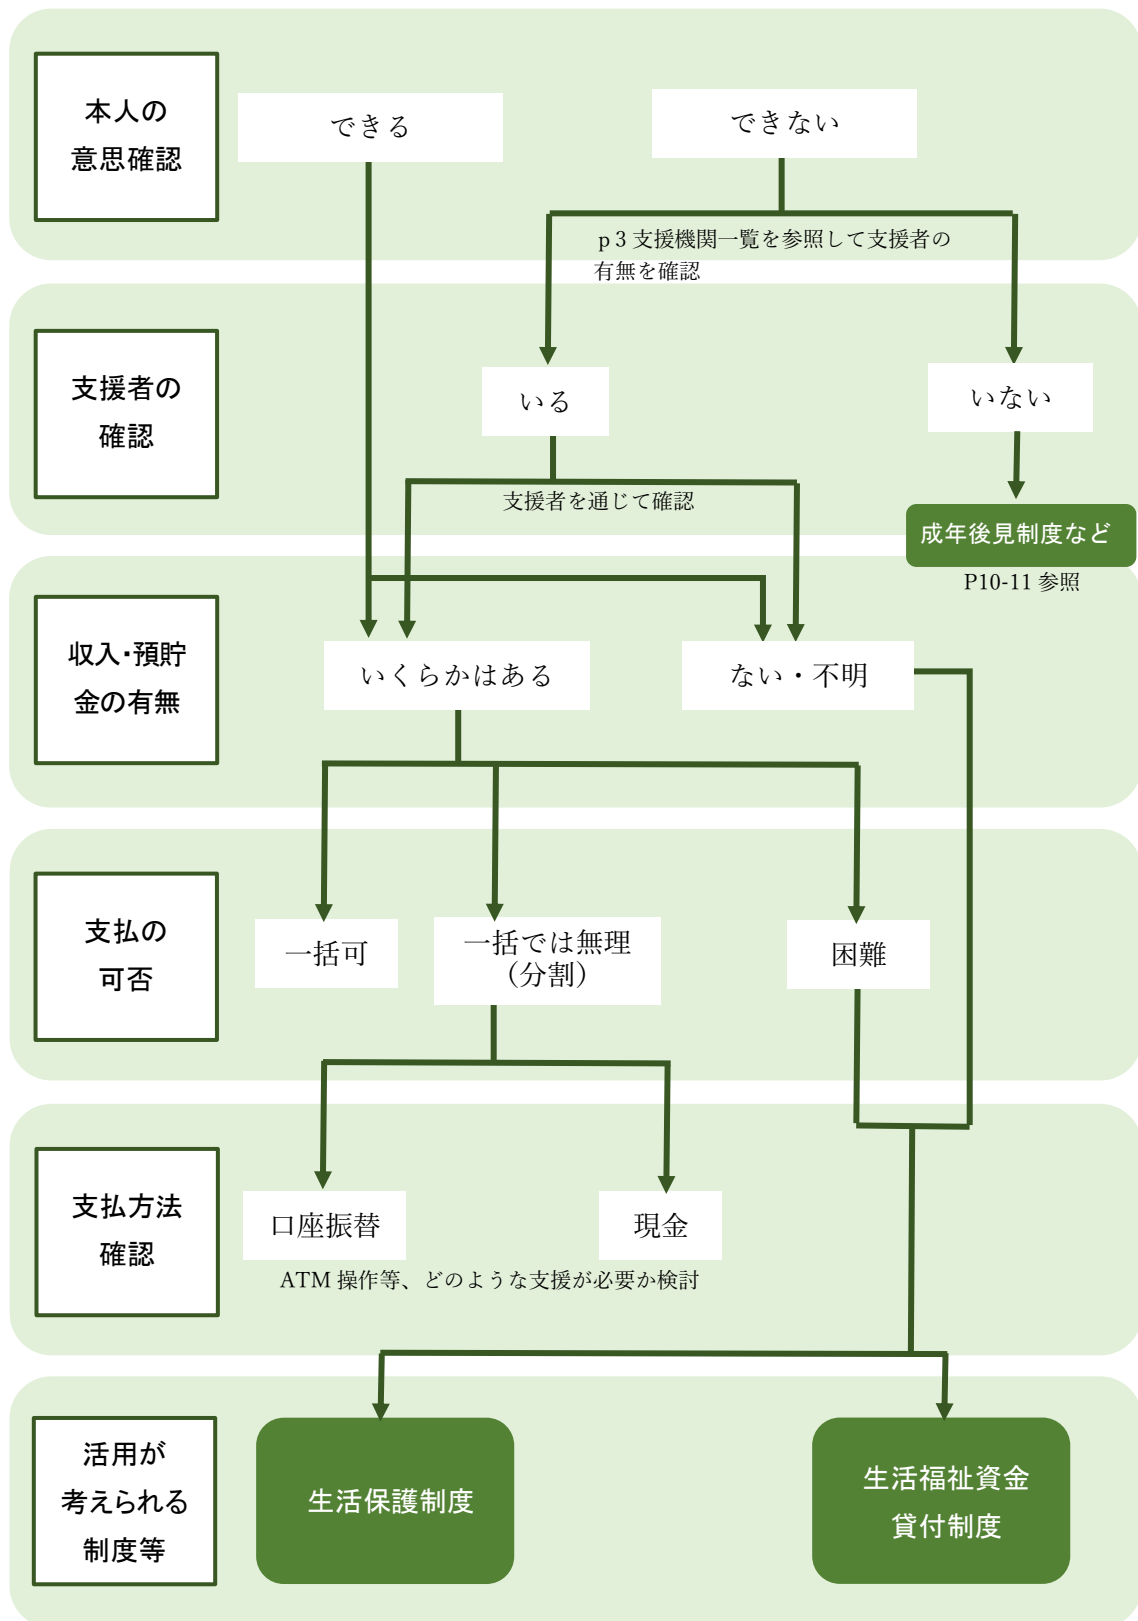 本人の
意思確認
できる
できない
p 3 支援機関一覧を参照して支援者の
有無を確認
支援者の
確認
いる
いない
支援者を通じて確認
成年後見制度など
P10-11 参照
収入・預貯
金の有無
いくらかはある
ない・不明
支払の
可否
一括可
一括では無理
（分割）
困難
支払方法
確認
口座振替
現金
ATM 操作等、どのような支援が必要か検討
活用が
考えられる
制度等
生活保護制度
生活福祉資金
貸付制度